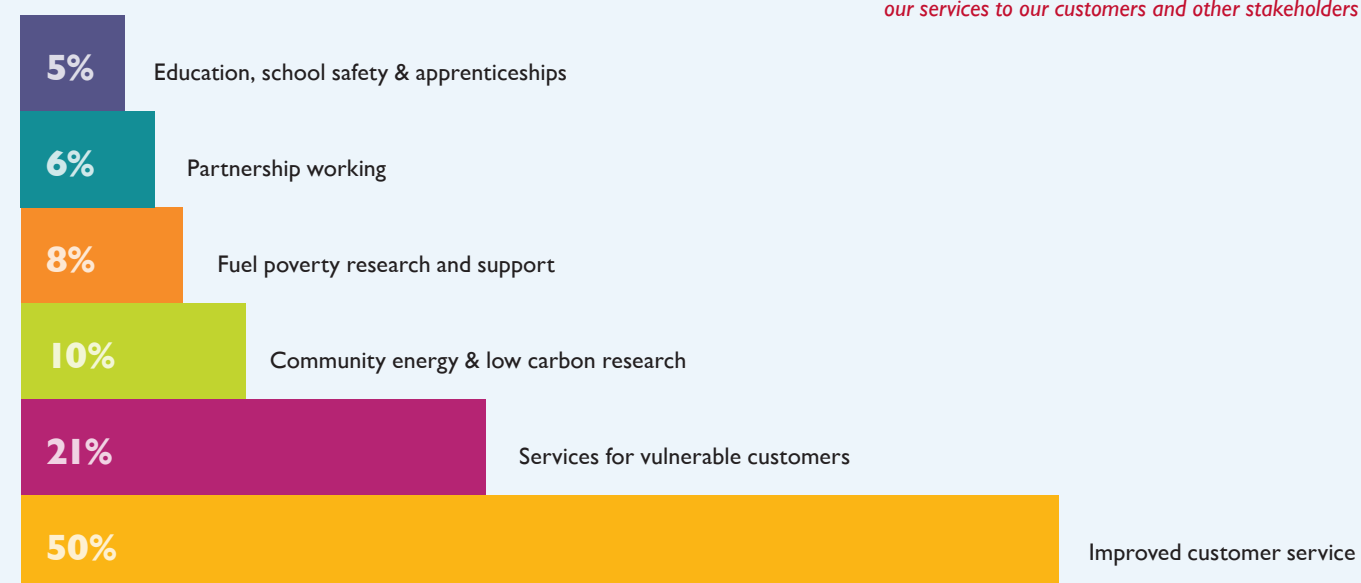 our services to our customers and other stakeholders
5% Education, school safety & apprenticeships
6% Partnership working
8% Fuel poverty research and support
10% Community energy & low carbon research
21% Services for vulnerable customers
50% Improved customer service